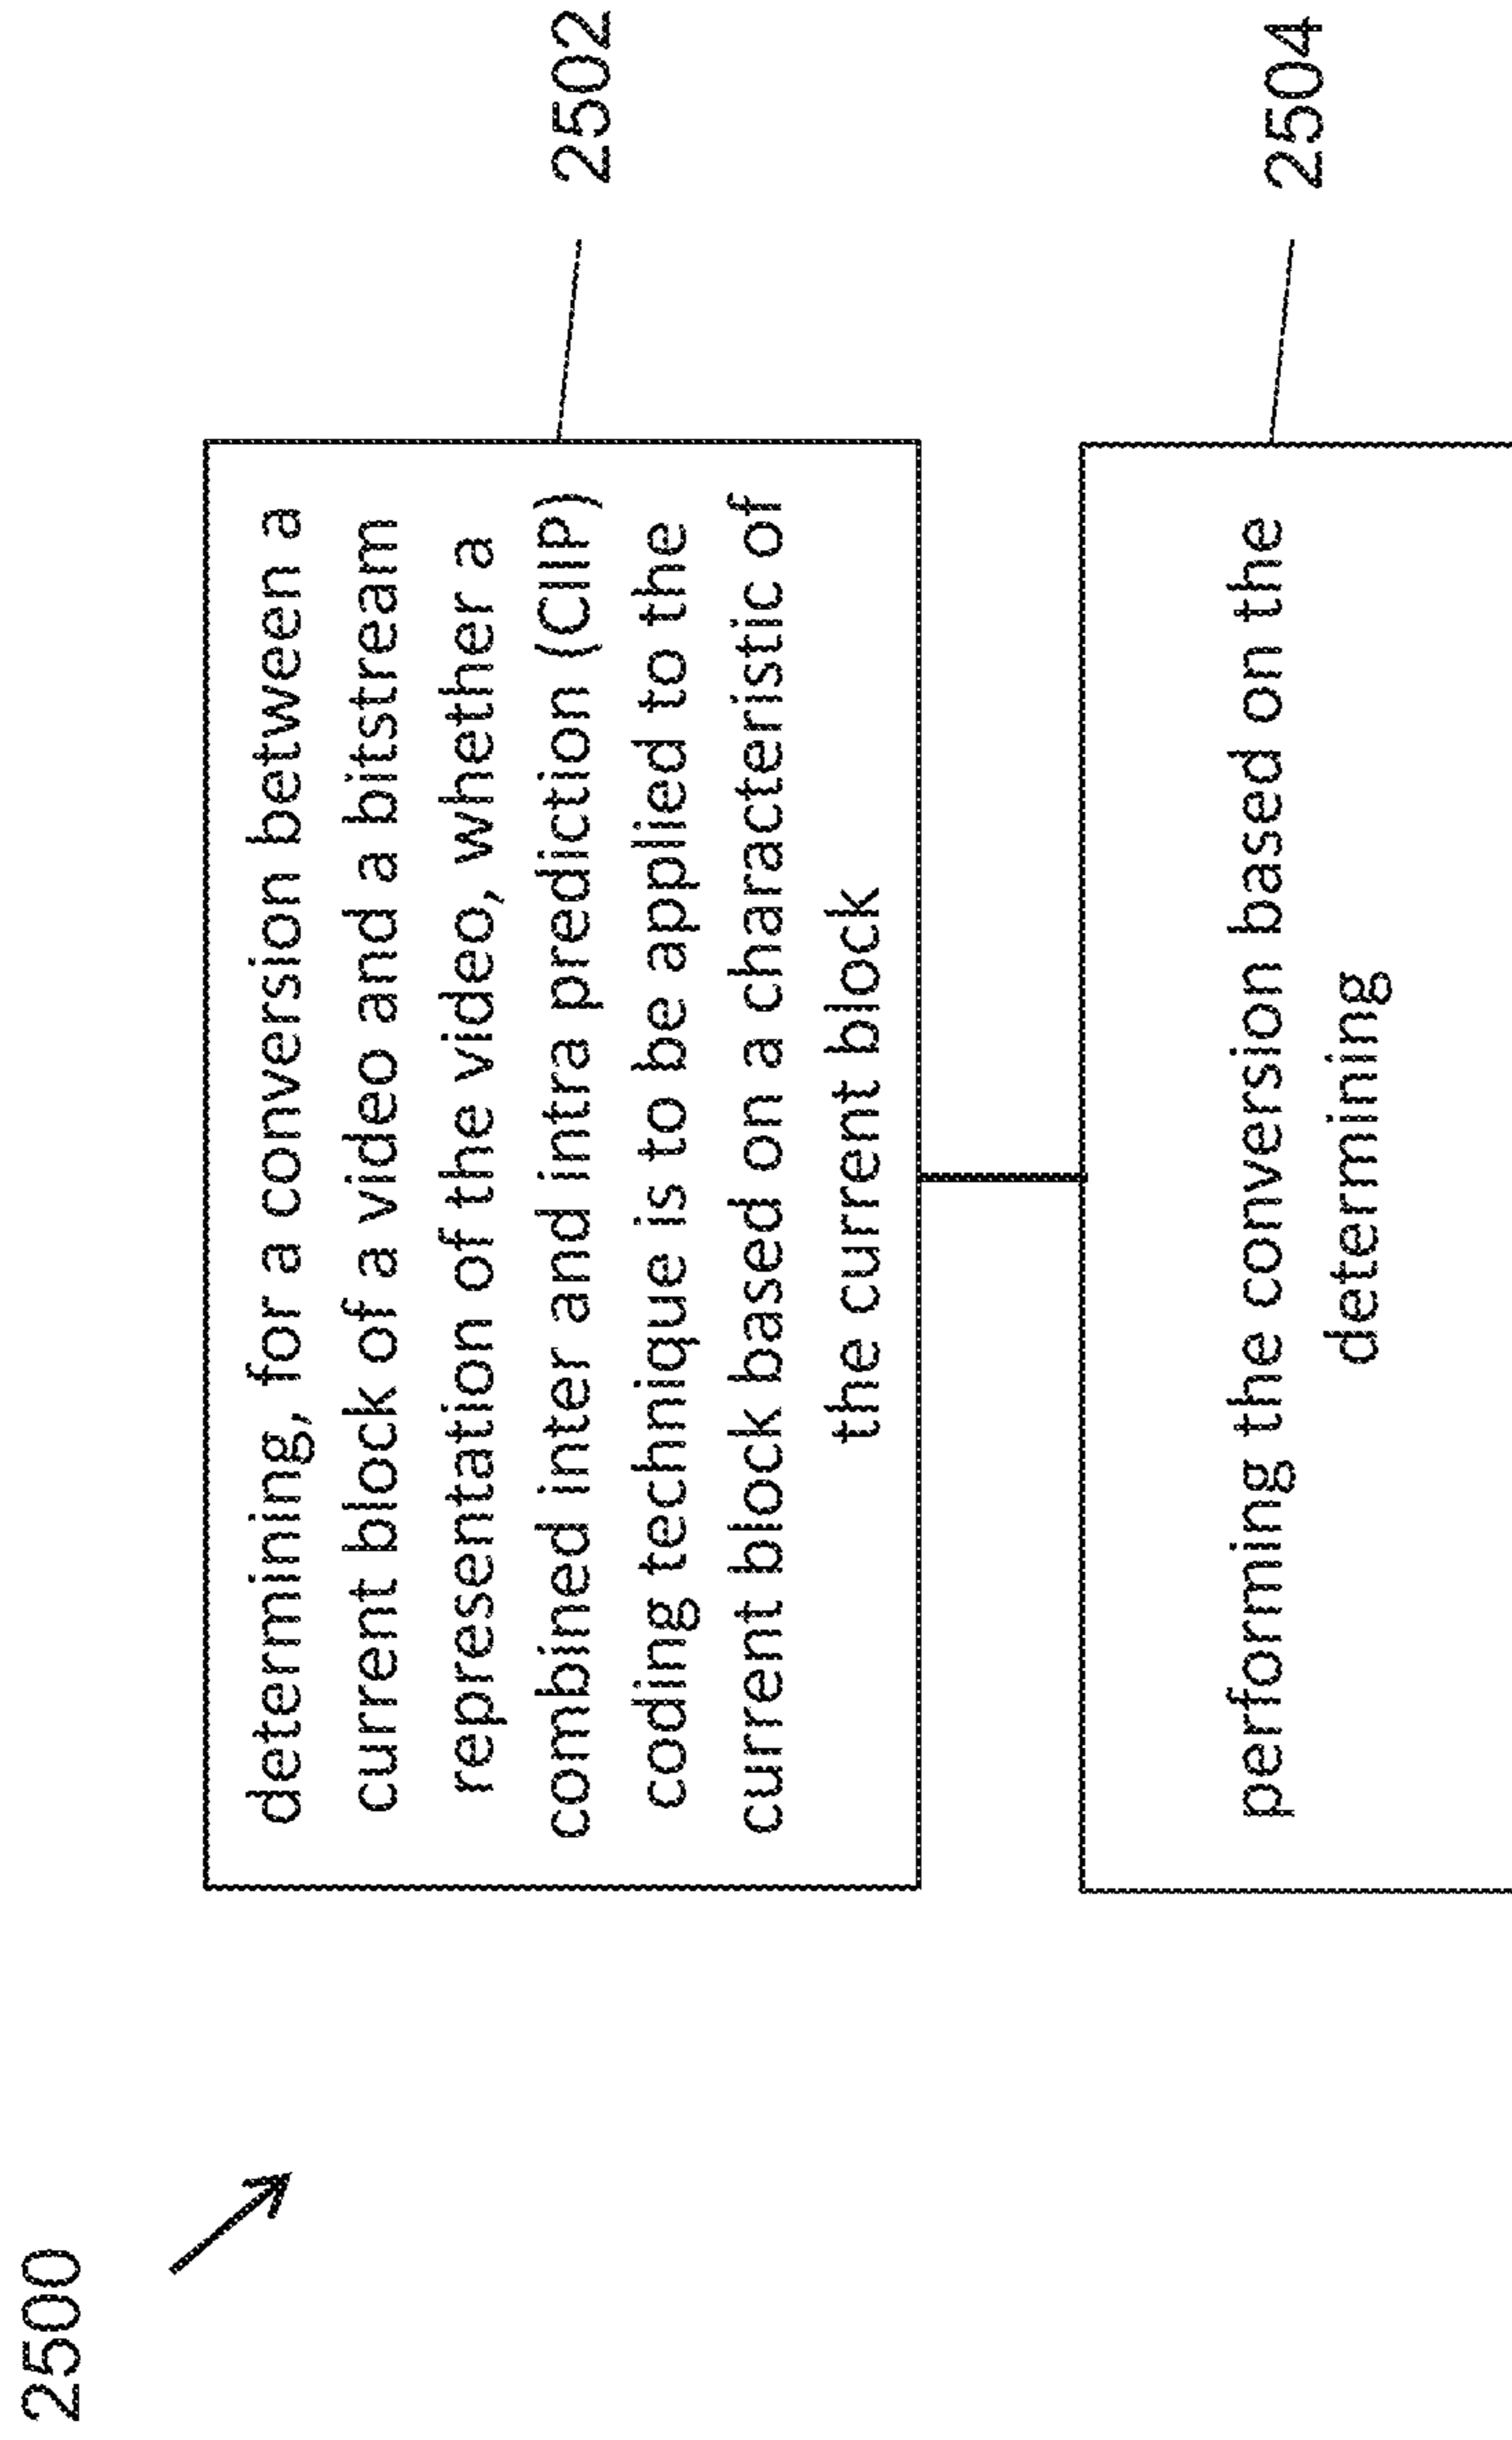 2500
determining, for a conversion between a
current block of a video and a bitstream
representation of the video, whether a
combined inter and intra prediction (CIIP)
coding technique is to be applied to the
current block based on a characteristic of
the current block
2502
performing the conversion based on the
determining
2504